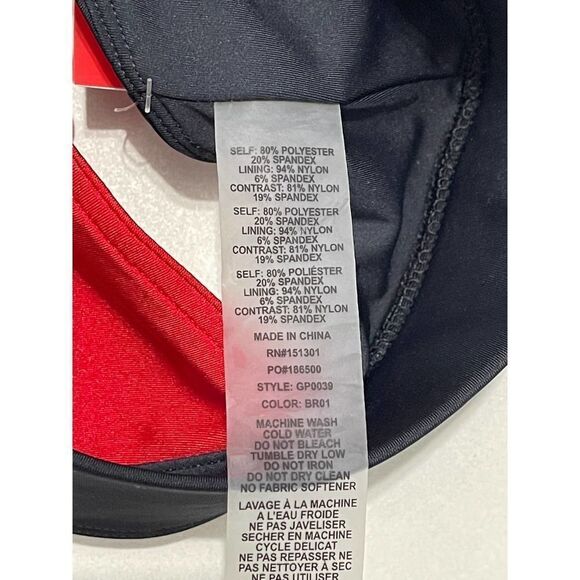 SELF: 80% POLYESTER
20% SPANDEX
LINING: 94% NYLON
6% SPANDEX
CONTRAST: 81% NYLON
19% SPANDEX
SELF: 80% POLYESTER
20% SPANDEX
LINING: 94% NYLON
6% SPANDEX
CONTRAST: 81% NYLON
19% SPANDEX
SELF: 80% POLIÉSTER
20% SPANDEX
LINING: 94% NYLON
6% SPANDEX
CONTRAST: 81% NYLON
19% SPANDEX
MADE IN CHINA
RN#151301
PO#186500
STYLE: GP0039
COLOR: BR01
MACHINE WASH
COLD WATER
DO NOT BLEACH
TUMBLE DRY LOW
DO NOT IRON
DO NOT DRY CLEAN
NO FABRIC SOFTENER
LAVAGE À LA MACHINE
A L'EAU FROIDE
NE PAS JAVELISER
SECHER EN MACHINE
CYCLE DELICAT
NE PAS REPASSER NE
PAS NETTOYER À SEC
NE PAS UTILISER